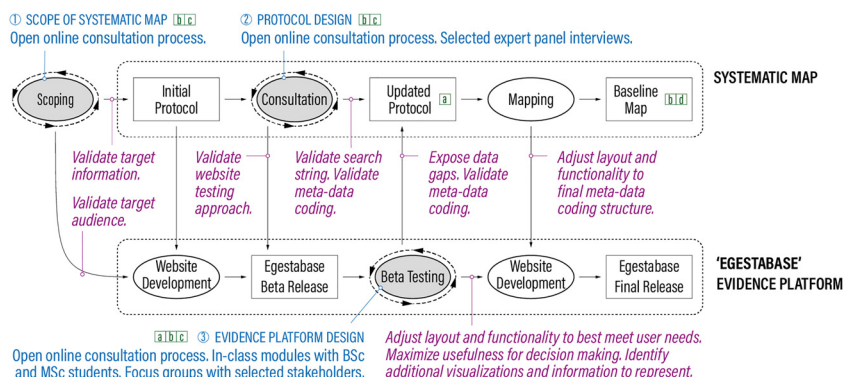 ① SCOPE OF SYSTEMATIC MAP b c
Open online consultation process.
② PROTOCOL DESIGN b c
Open online consultation process. Selected expert panel interviews.
SYSTEMATIC MAP
Scoping
Initial
Protocol
Consultation
Updated
Protocol a
Mapping
Baseline
Map b d
Validate target
information.
Validate target
audience.
Validate
website
testing
approach.
Validate search
string. Validate
meta-data
coding.
Expose data
gaps. Validate
meta-data
coding.
Adjust layout and
functionality to
final meta-data
coding structure.
Website
Development
Egestabase
Beta Release
Beta Testing
Website
Development
Egestabase
Final Release
‘EGESTABASE’
EVIDENCE PLATFORM
a b c ③ EVIDENCE PLATFORM DESIGN
Open online consultation process. In-class modules with BSc
and MSc students. Focus groups with selected stakeholders.
Adjust layout and functionality to best meet user needs.
Maximize usefulness for decision making. Identify
additional visualizations and information to represent.